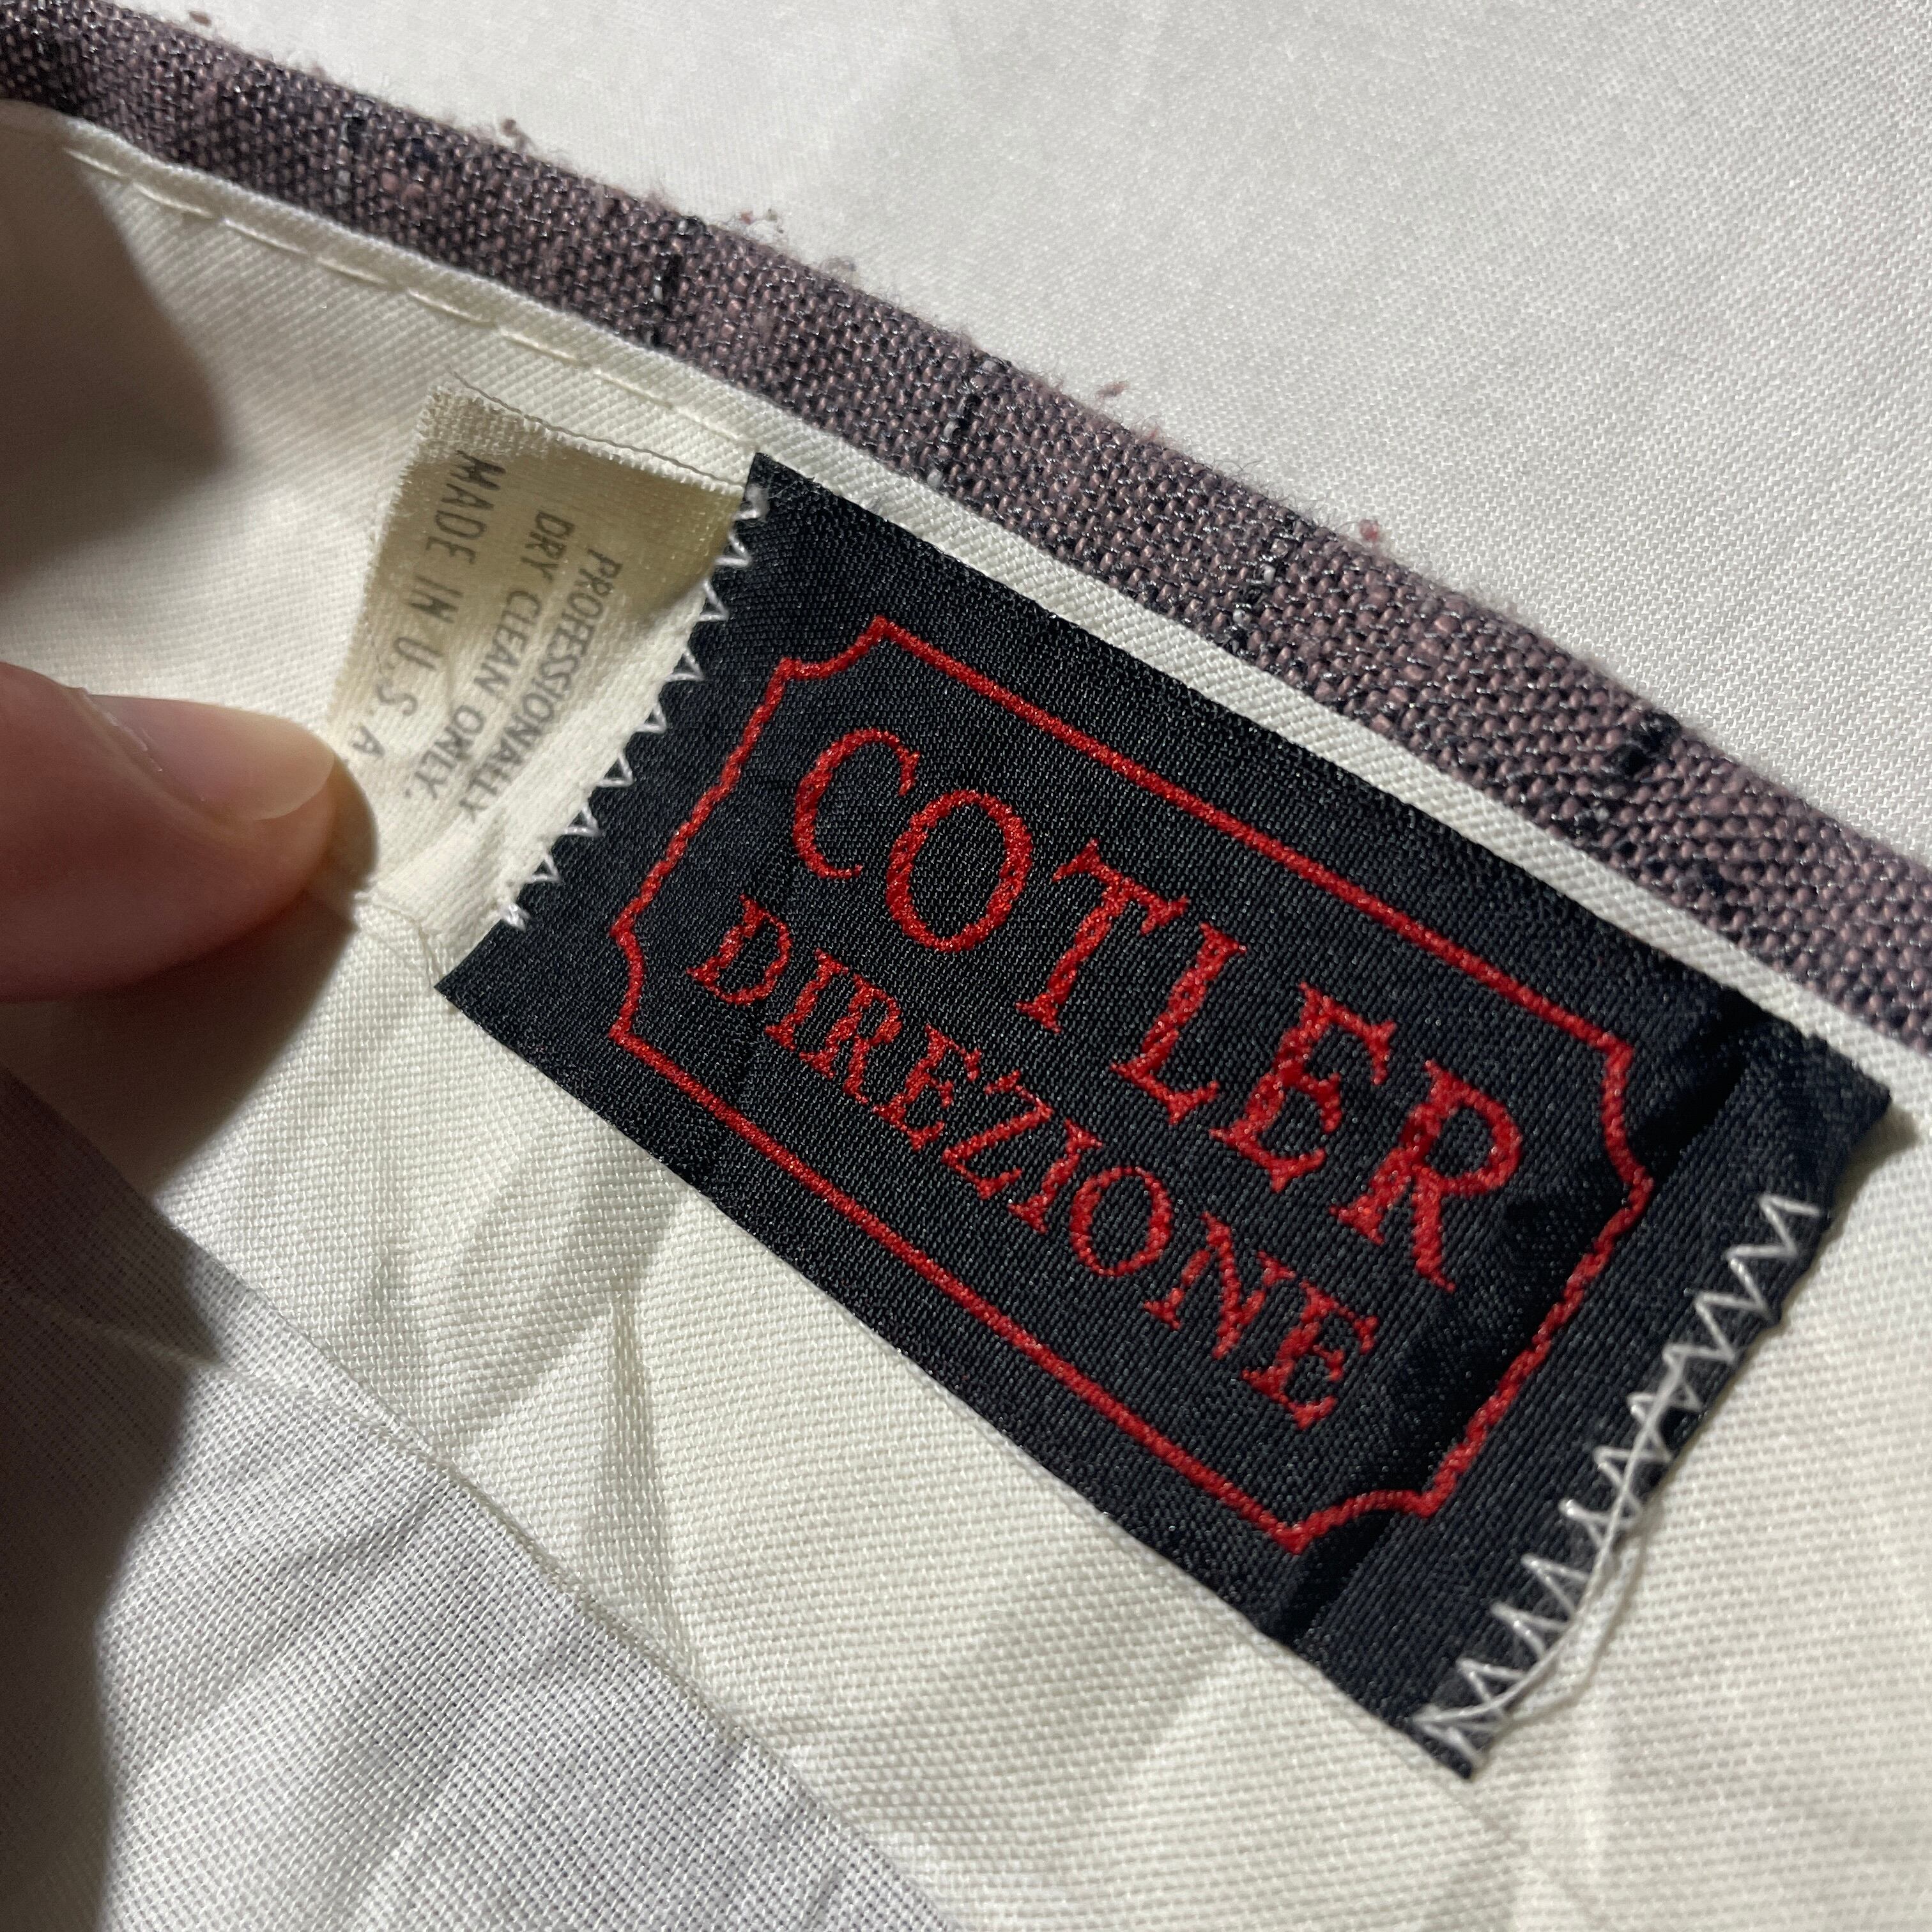 COTLER
DIREZIONE
PROFESSIONALLY
DRY CLEAN ONLY.
MADE IN U.S.A